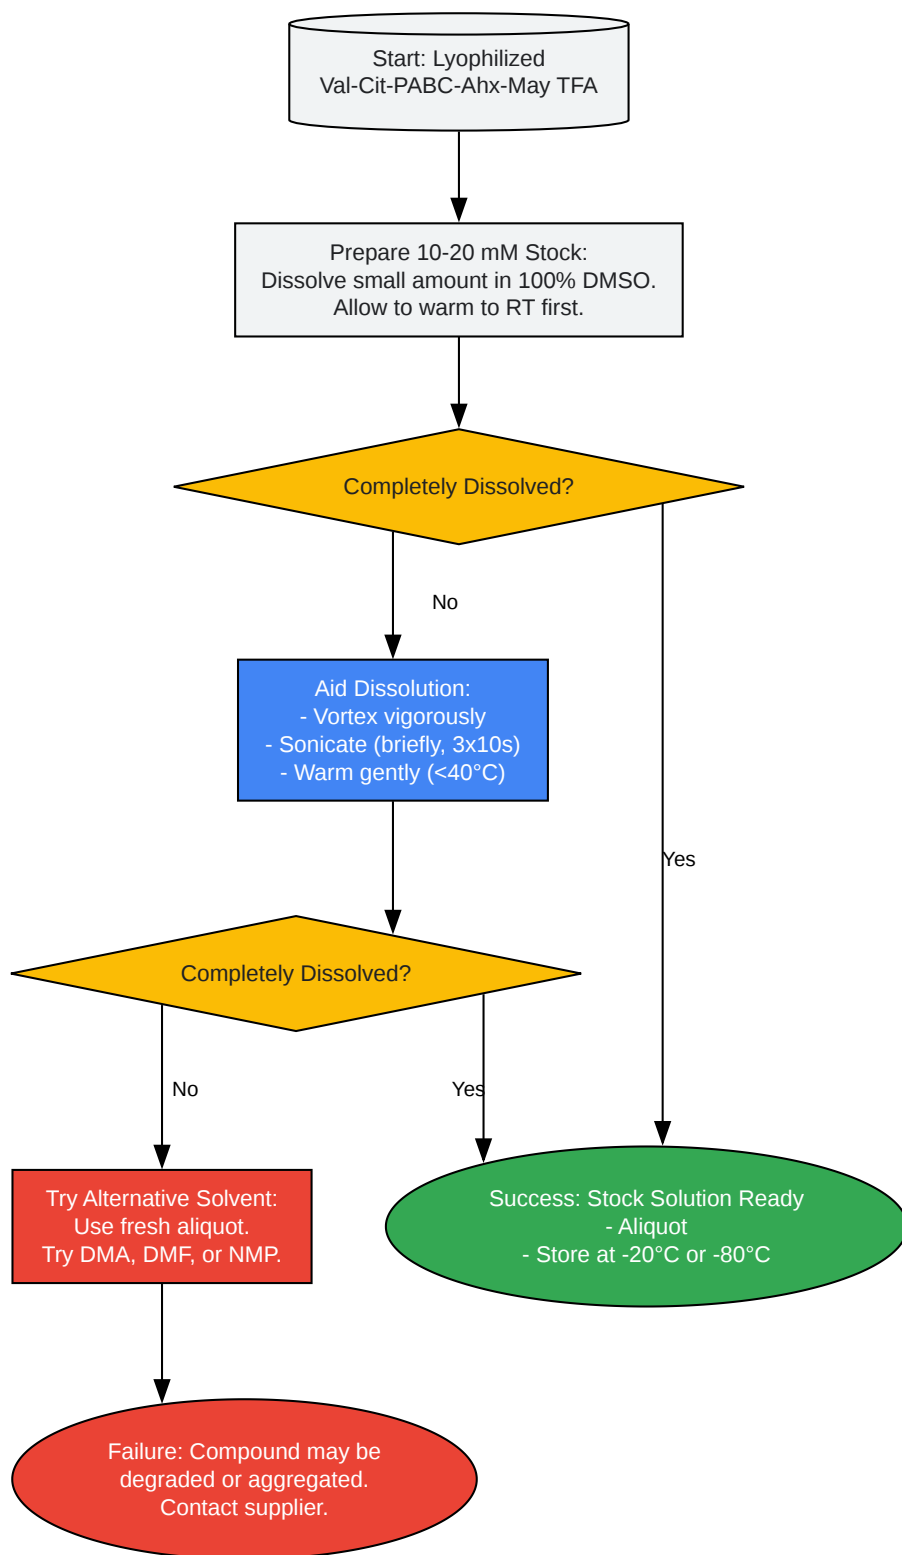 Start: Lyophilized
Val-Cit-PABC-Ahx-May TFA
Prepare 10-20 mM Stock:
Dissolve small amount in 100% DMSO.
Allow to warm to RT first.
Completely Dissolved?
No
Aid Dissolution:
- Vortex vigorously
- Sonicate (briefly, 3x10s)
- Warm gently (<40°C)
Yes
Completely Dissolved?
No
Yes
Try Alternative Solvent:
Use fresh aliquot.
Try DMA, DMF, or NMP.
Success: Stock Solution Ready
- Aliquot
- Store at -20°C or -80°C
Failure: Compound may be
degraded or aggregated.
Contact supplier.